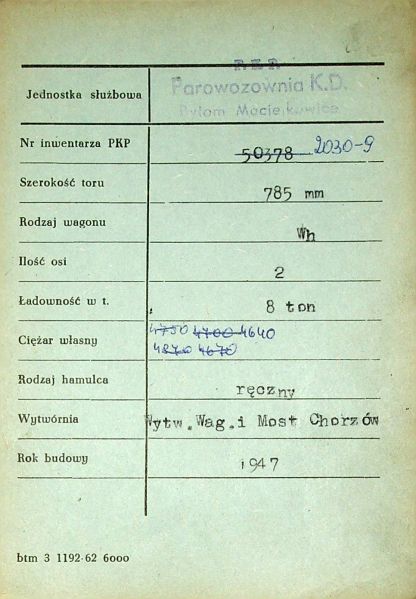 P.K.P.
Jednostka służbowa Parowozownia K.D.
Bytom Maciejkowice
Nr inwentarza PKP 50378 2030-9
Szerokość toru 785 mm
Rodzaj wagonu Wh
Ilość osi 2
Ładowność w t. 8 ton
4750 4700 4640
Ciężar własny
4870 4670
Rodzaj hamulca ręczny
Wytwórnia Wytw.Wag.i Most Chorzów
Rok budowy 1947
btm 3 1192-62 6000